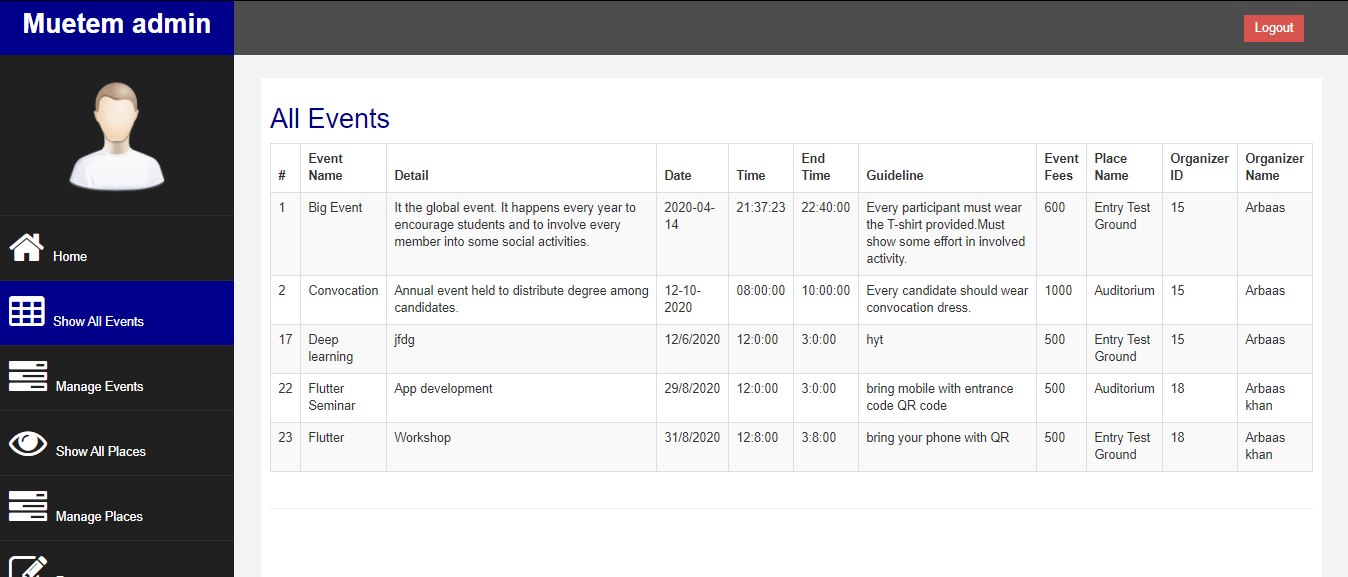 Muetem admin
Logout
Home
Show All Events
Manage Events
Show All Places
Manage Places
All Events
# Event Name Detail Date Time End Time Guideline Event Fees Place Name Organizer ID Organizer Name
1 Big Event It the global event. It happens every year to 2020-04- 21:37:23 22:40:00 Every participant must wear 600 Entry Test 15 Arbaas
encourage students and to involve every 14 the T-shirt provided.Must Ground
member into some social activities. show some effort in involved
activity.
2 Convocation Annual event held to distribute degree among 12-10- 08:00:00 10:00:00 Every candidate should wear 1000 Auditorium 15 Arbaas
candidates. 2020 convocation dress.
17 Deep jfdg 12/6/2020 12:0:00 3:0:00 hyt 500 Entry Test 15 Arbaas
learning Ground
22 Flutter App development 29/8/2020 12:0:00 3:0:00 bring mobile with entrance 500 Auditorium 18 Arbaas
Seminar code QR code khan
23 Flutter Workshop 31/8/2020 12:8:00 3:8:00 bring your phone with QR 500 Entry Test 18 Arbaas
Ground khan